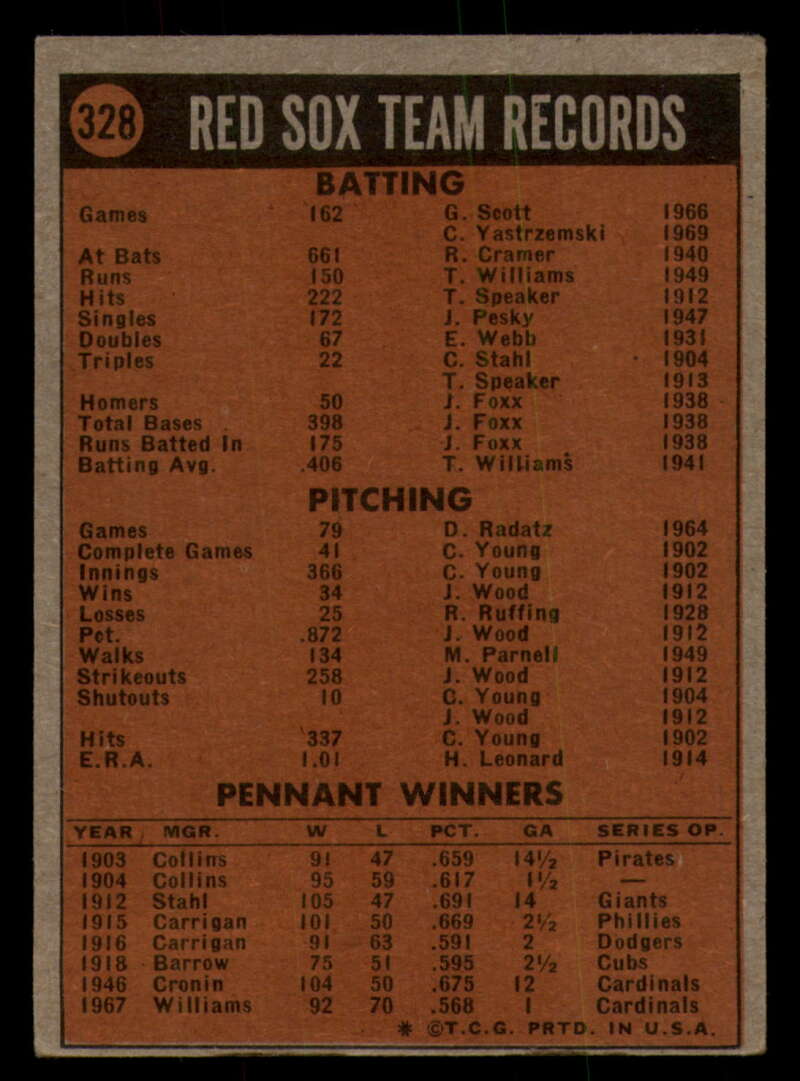 328 RED SOX TEAM RECORDS
BATTING
Games 162 G. Scott 1966
C. Yastrzemski 1969
At Bats 661 R. Cramer 1940
Runs 150 T. Williams 1949
Hits 222 T. Speaker 1912
Singles 172 J. Pesky 1947
Doubles 67 E. Webb 1931
Triples 22 C. Stahl 1904
T. Speaker 1913
Homers 50 J. Foxx 1938
Total Bases 398 J. Foxx 1938
Runs Batted In 175 J. Foxx 1938
Batting Avg. .406 T. Williams 1941
PITCHING
Games 79 D. Radatz 1964
Complete Games 41 C. Young 1902
Innings 366 C. Young 1902
Wins 34 J. Wood 1912
Losses 25 R. Ruffing 1928
Pct. .872 J. Wood 1912
Walks 134 M. Parnell 1949
Strikeouts 258 J. Wood 1912
Shutouts 10 C. Young 1904
J. Wood 1912
Hits 337 C. Young 1902
E.R.A. 1.01 H. Leonard 1914
PENNANT WINNERS
YEAR MGR. W L PCT. GA SERIES OP.
1903 Collins 91 47 .659 14½ Pirates
1904 Collins 95 59 .617 1½ —
1912 Stahl 105 47 .691 14 Giants
1915 Carrigan 101 50 .669 2½ Phillies
1916 Carrigan 91 63 .591 2 Dodgers
1918 Barrow 75 51 .595 2½ Cubs
1946 Cronin 104 50 .675 12 Cardinals
1967 Williams 92 70 .568 1 Cardinals
* ©T.C.G. PRTD. IN U.S.A.